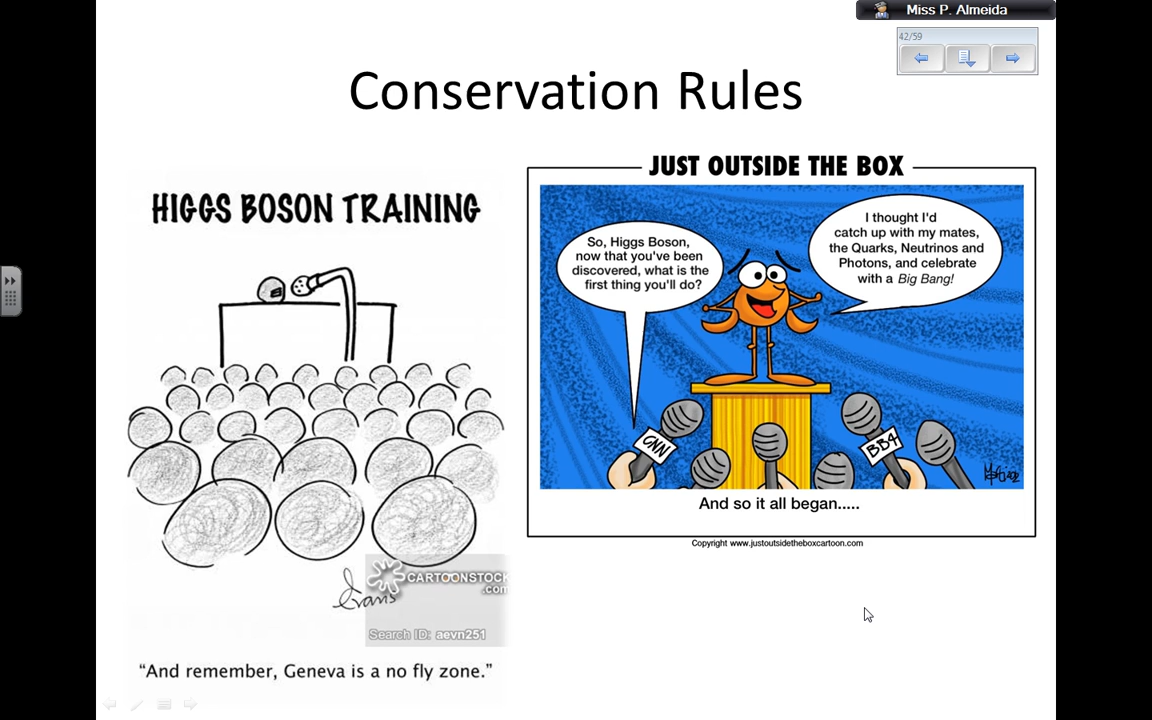 Miss P. Almeida
42/59
Conservation Rules
HIGGS BOSON TRAINING
Evans
CARTOONSTOCK
.com
Search ID: aevn251
“And remember, Geneva is a no fly zone.”
JUST OUTSIDE THE BOX
So, Higgs Boson,
now that you've been
discovered, what is the
first thing you'll do?
I thought I'd
catch up with my mates,
the Quarks, Neutrinos and
Photons, and celebrate
with a Big Bang!
CNN
BB4
And so it all began.....
Copyright www.justoutsidetheboxcartoon.com